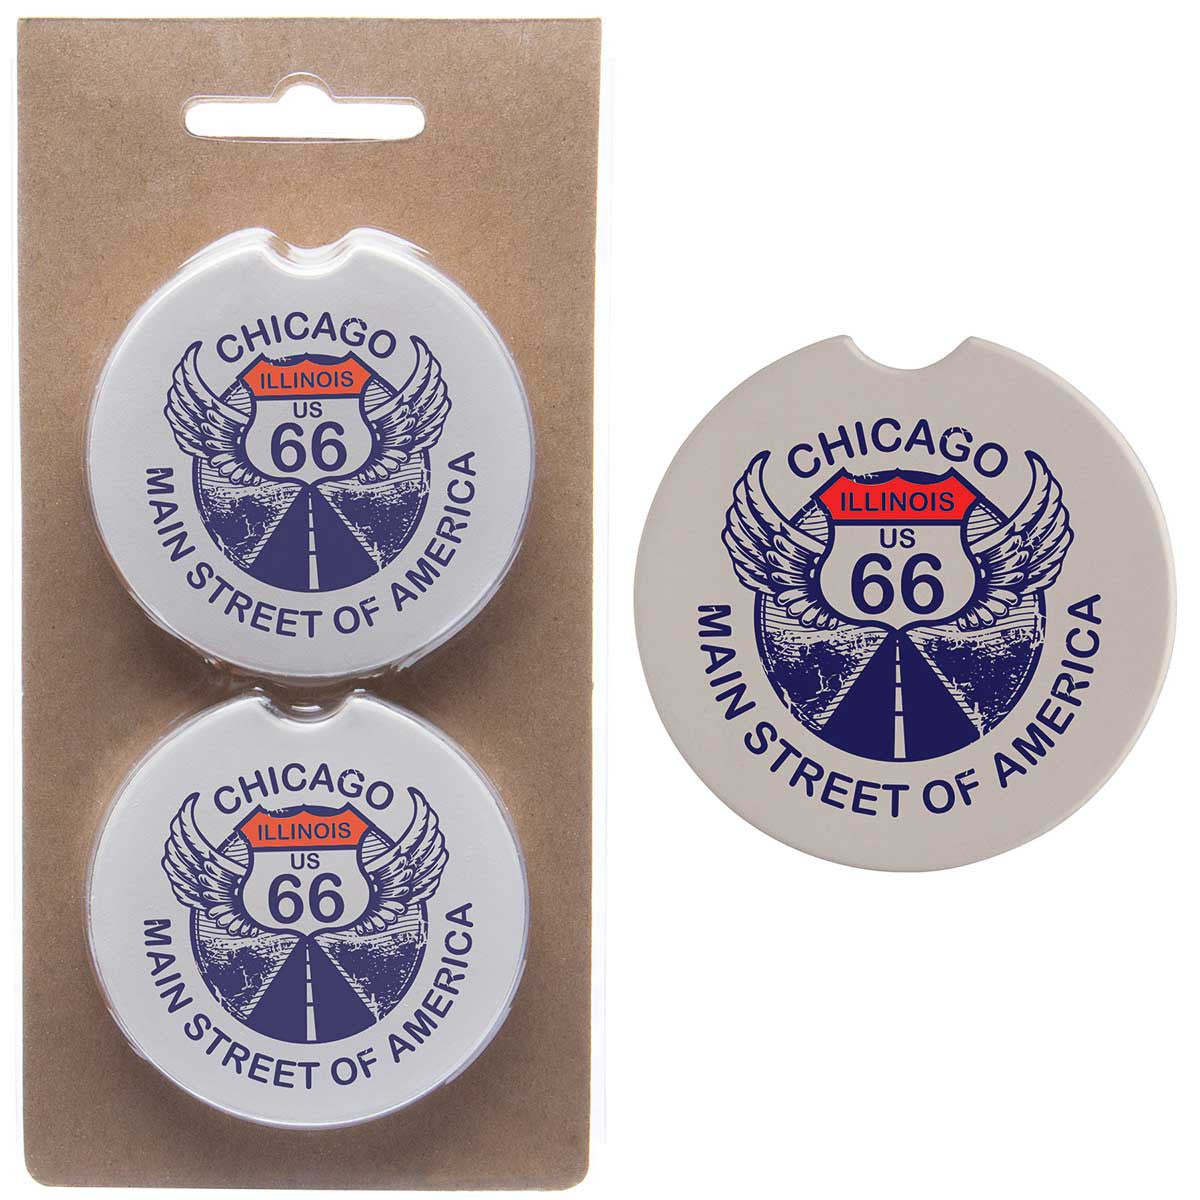 CHICAGO
ILLINOIS
US
66
MAIN STREET OF AMERICA
CHICAGO
ILLINOIS
US
66
MAIN STREET OF AMERICA
CHICAGO
ILLINOIS
US
66
MAIN STREET OF AMERICA